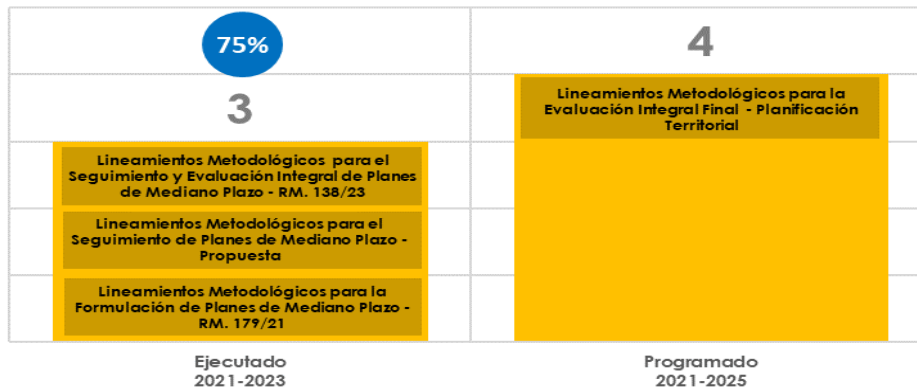 75%
3
Lineamientos Metodológicos para el
Seguimiento y Evaluación Integral de Planes
de Mediano Plazo - RM. 138/23
Lineamientos Metodológicos para el
Seguimiento de Planes de Mediano Plazo -
Propuesta
Lineamientos Metodológicos para la
Formulación de Planes de Mediano Plazo -
RM. 179/21
Ejecutado
2021-2023
4
Lineamientos Metodológicos para la
Evaluación Integral Final - Planificación
Territorial
Programado
2021-2025